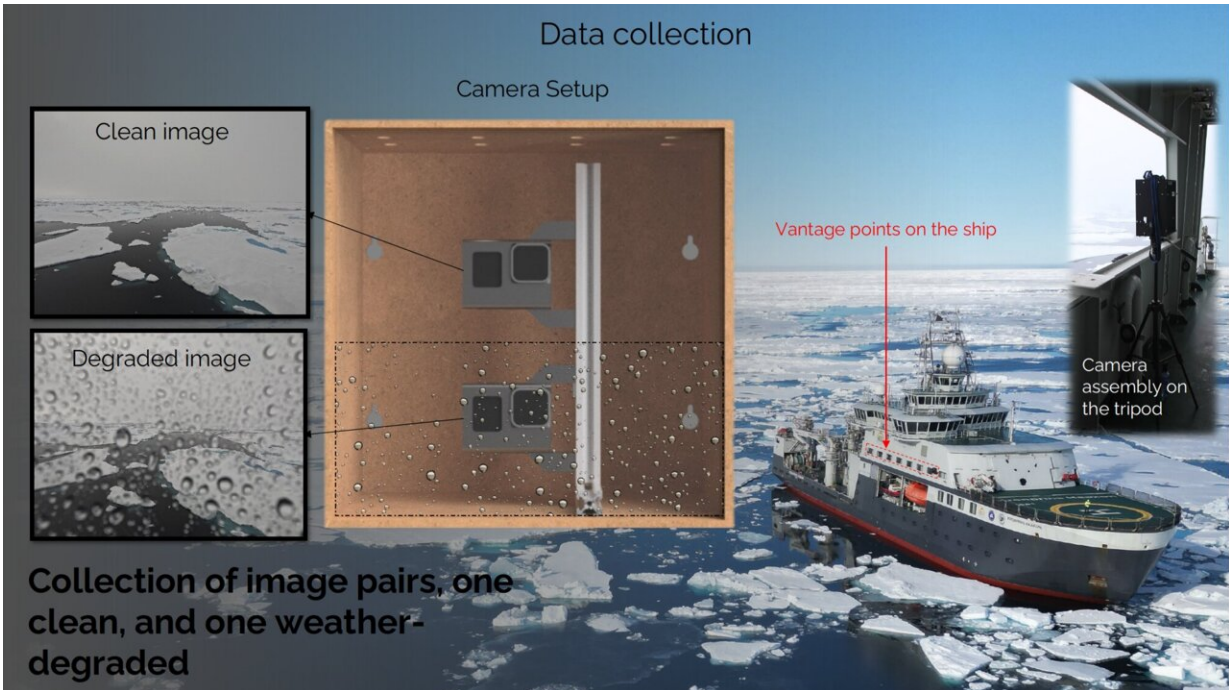 Data collection
Camera Setup
Clean image
Vantage points on the ship
Degraded image
Camera
assembly on
the tripod
Collection of image pairs, one
clean, and one weather-
degraded